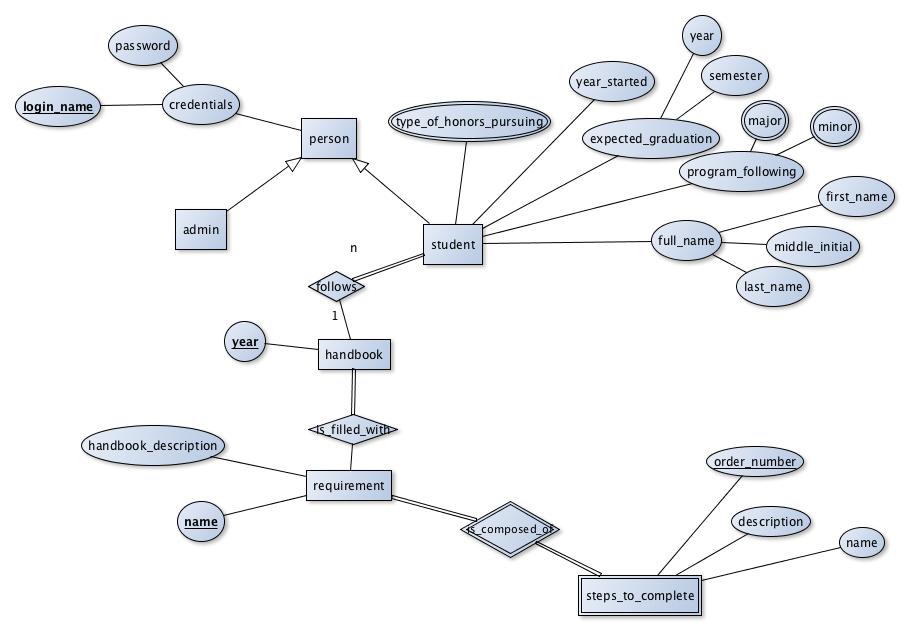 year
password
semester
year_started
login_name
credentials
major
type_of_honors_pursuing
minor
person
expected_graduation
program_following
first_name
admin
student
full_name
middle_initial
n
follows
last_name
1
year
handbook
is_filled_with
handbook_description
order_number
requirement
name
description
is_composed_of
name
steps_to_complete